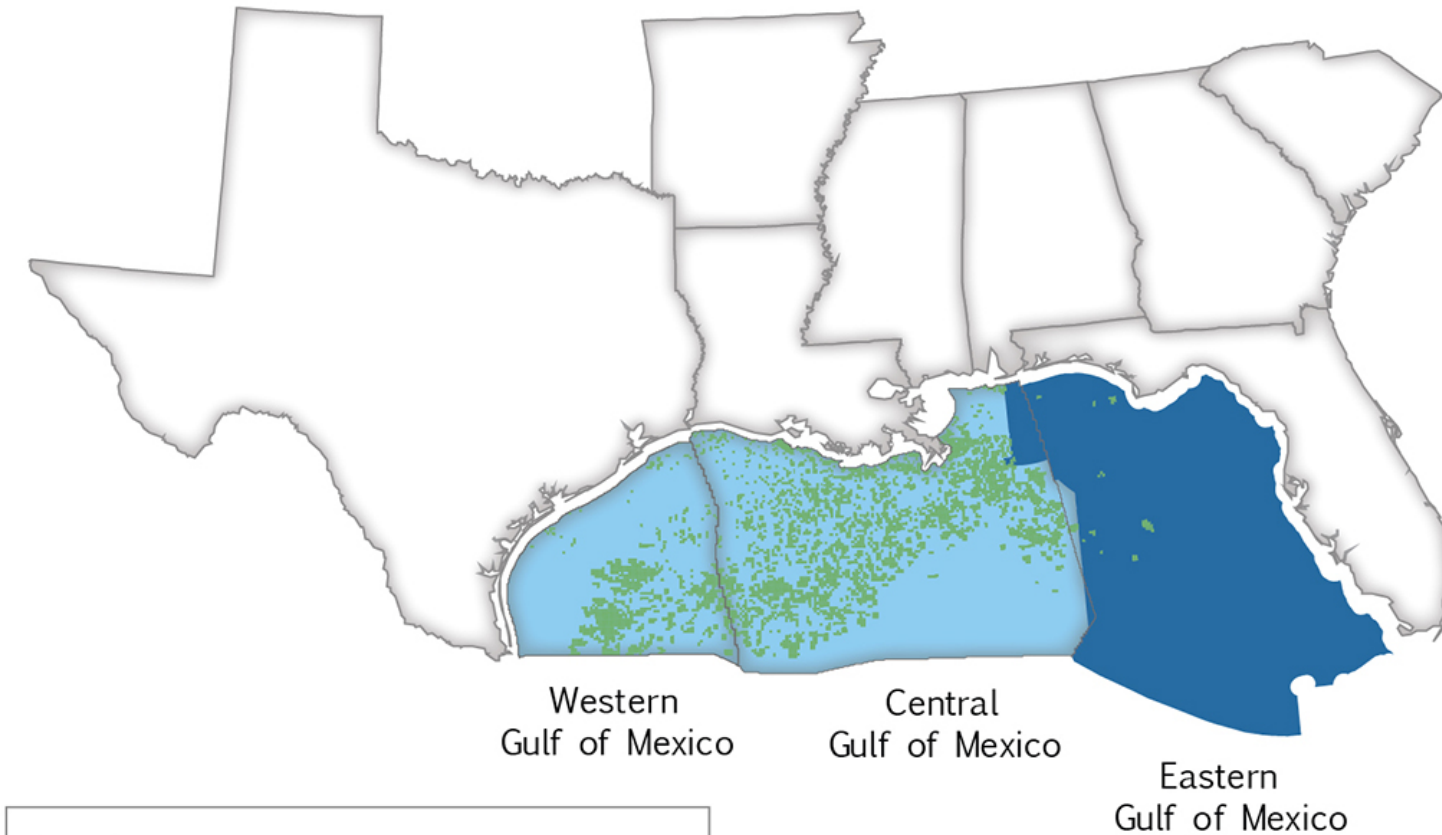 Western
Gulf of Mexico
Central
Gulf of Mexico
Eastern
Gulf of Mexico